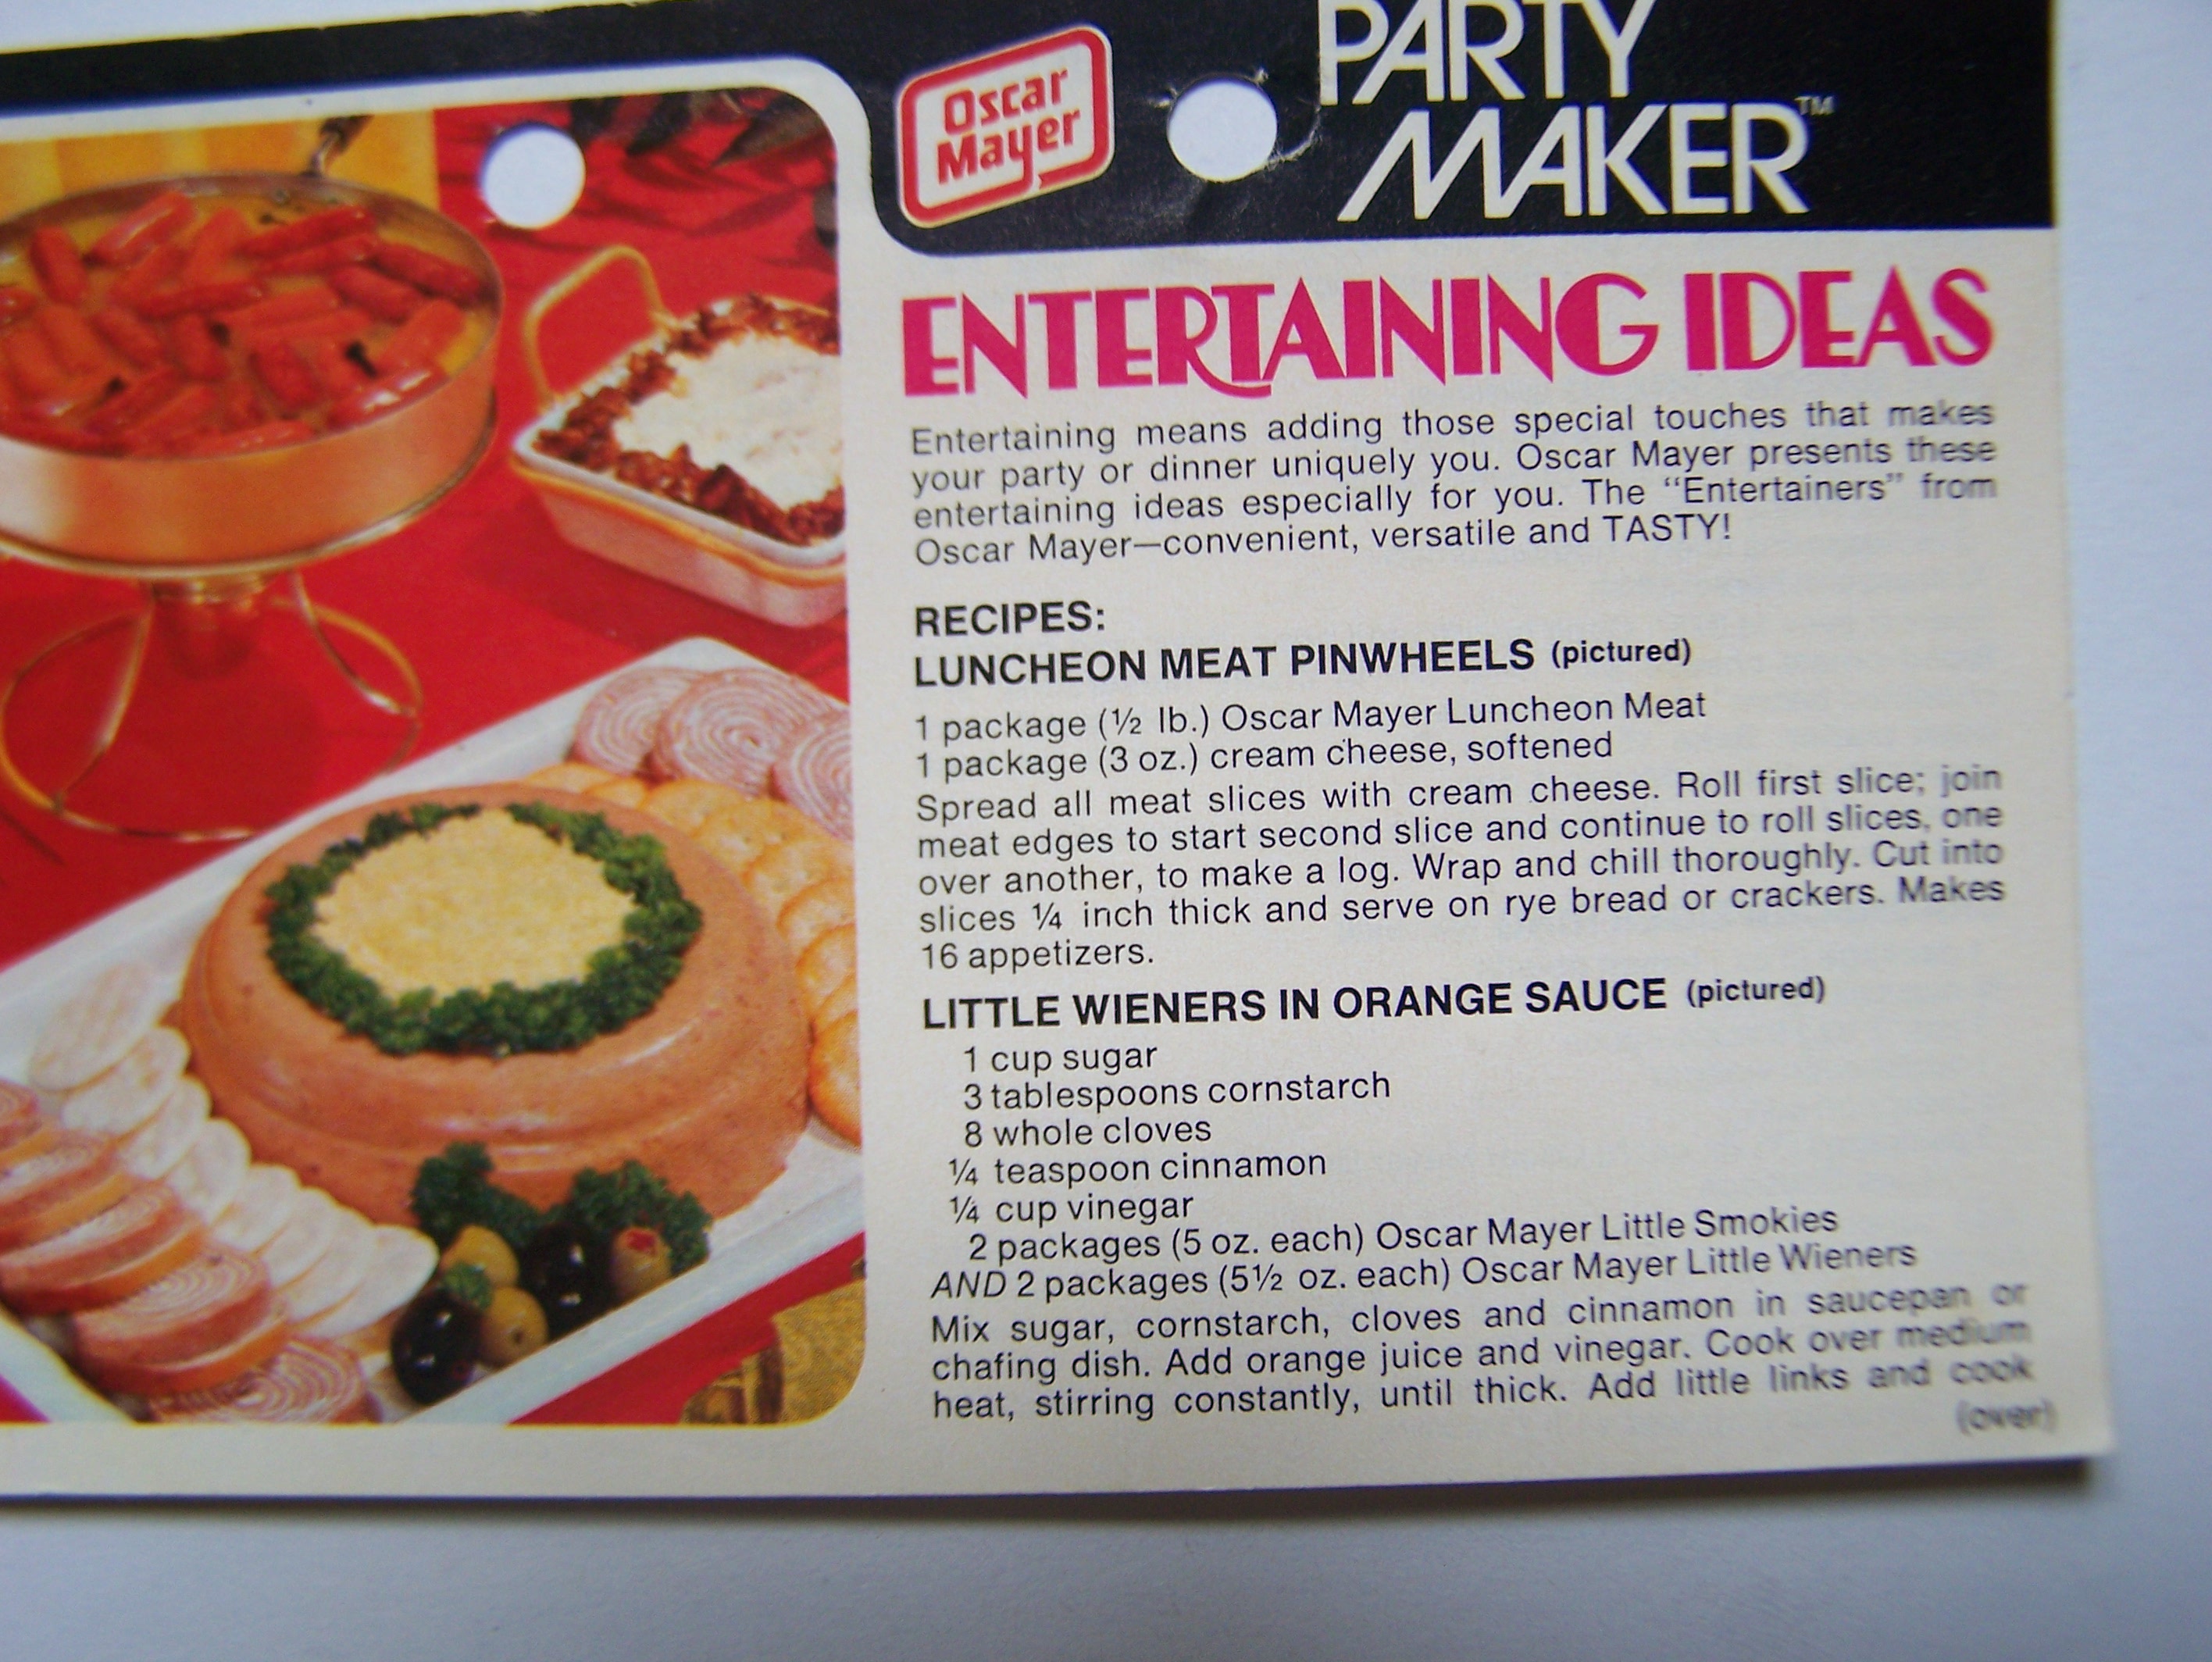 Oscar
Mayer
PARTY
MAKER™
ENTERTAINING IDEAS
Entertaining means adding those special touches that makes
your party or dinner uniquely you. Oscar Mayer presents these
entertaining ideas especially for you. The "Entertainers" from
Oscar Mayer—convenient, versatile and TASTY!
RECIPES:
LUNCHEON MEAT PINWHEELS (pictured)
1 package (½ lb.) Oscar Mayer Luncheon Meat
1 package (3 oz.) cream cheese, softened
Spread all meat slices with cream cheese. Roll first slice; join
meat edges to start second slice and continue to roll slices, one
over another, to make a log. Wrap and chill thoroughly. Cut into
slices ¼ inch thick and serve on rye bread or crackers. Makes
16 appetizers.
LITTLE WIENERS IN ORANGE SAUCE (pictured)
1 cup sugar
3 tablespoons cornstarch
8 whole cloves
¼ teaspoon cinnamon
¼ cup vinegar
2 packages (5 oz. each) Oscar Mayer Little Smokies
AND 2 packages (5½ oz. each) Oscar Mayer Little Wieners
Mix sugar, cornstarch, cloves and cinnamon in saucepan or
chafing dish. Add orange juice and vinegar. Cook over medium
heat, stirring constantly, until thick. Add little links and cook
(over)